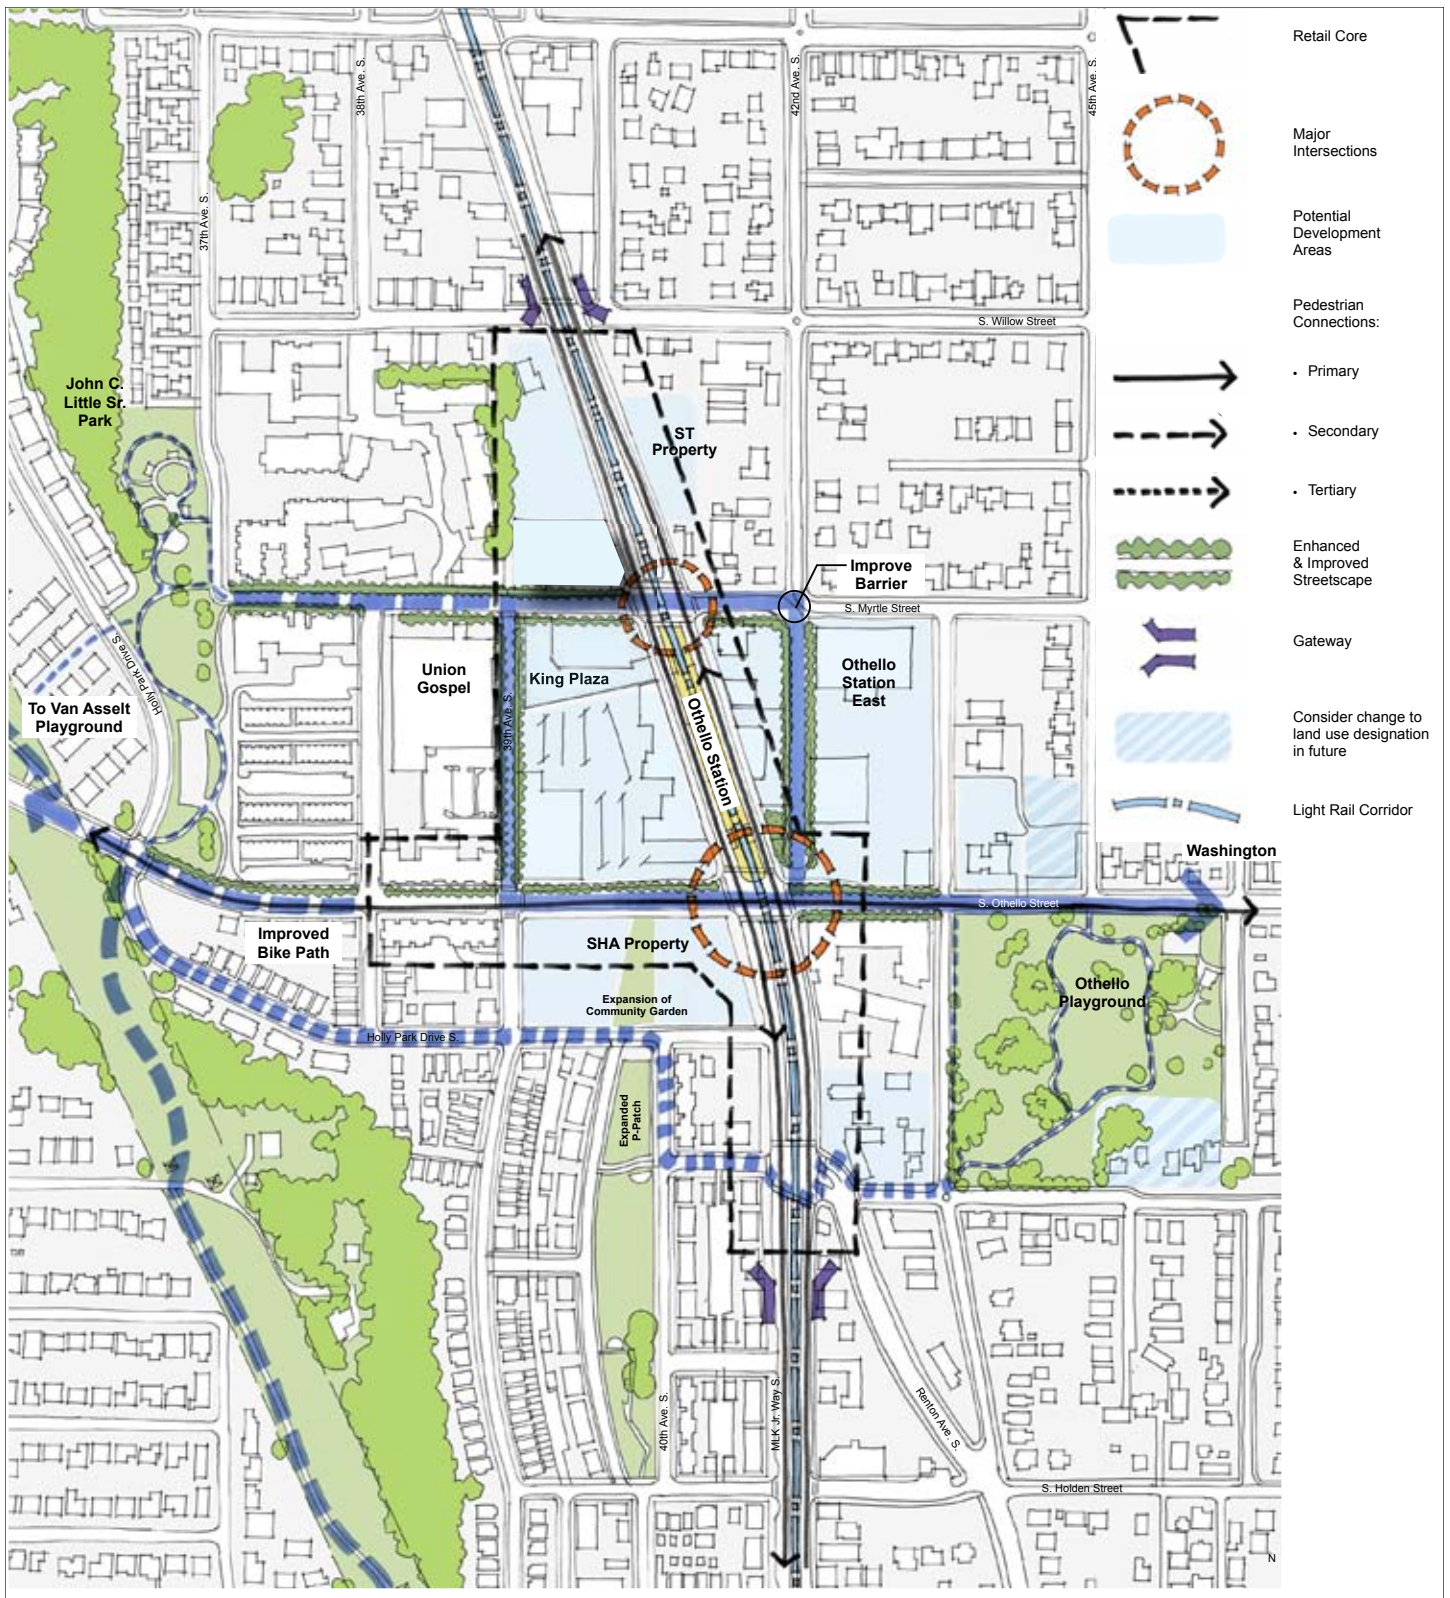 38th Ave. S.
42nd Ave. S.
45th Ave. S.
37th Ave. S.
S. Willow Street
John C.
Little Sr.
Park
ST
Property
Improve
Barrier
S. Myrtle Street
Holly Park Drive S.
Union
Gospel
King Plaza
39th Ave. S.
Othello Station
Othello
Station
East
To Van Asselt
Playground
Washington
S. Othello Street
Improved
Bike Path
SHA Property
Othello
Playground
Expansion of
Community Garden
Holly Park Drive S.
Expanded
P-Patch
40th Ave. S.
MLK Jr. Way S.
Renton Ave. S.
S. Holden Street
N
Retail Core
Major
Intersections
Potential
Development
Areas
Pedestrian
Connections:
• Primary
• Secondary
• Tertiary
Enhanced
& Improved
Streetscape
Gateway
Consider change to
land use designation
in future
Light Rail Corridor